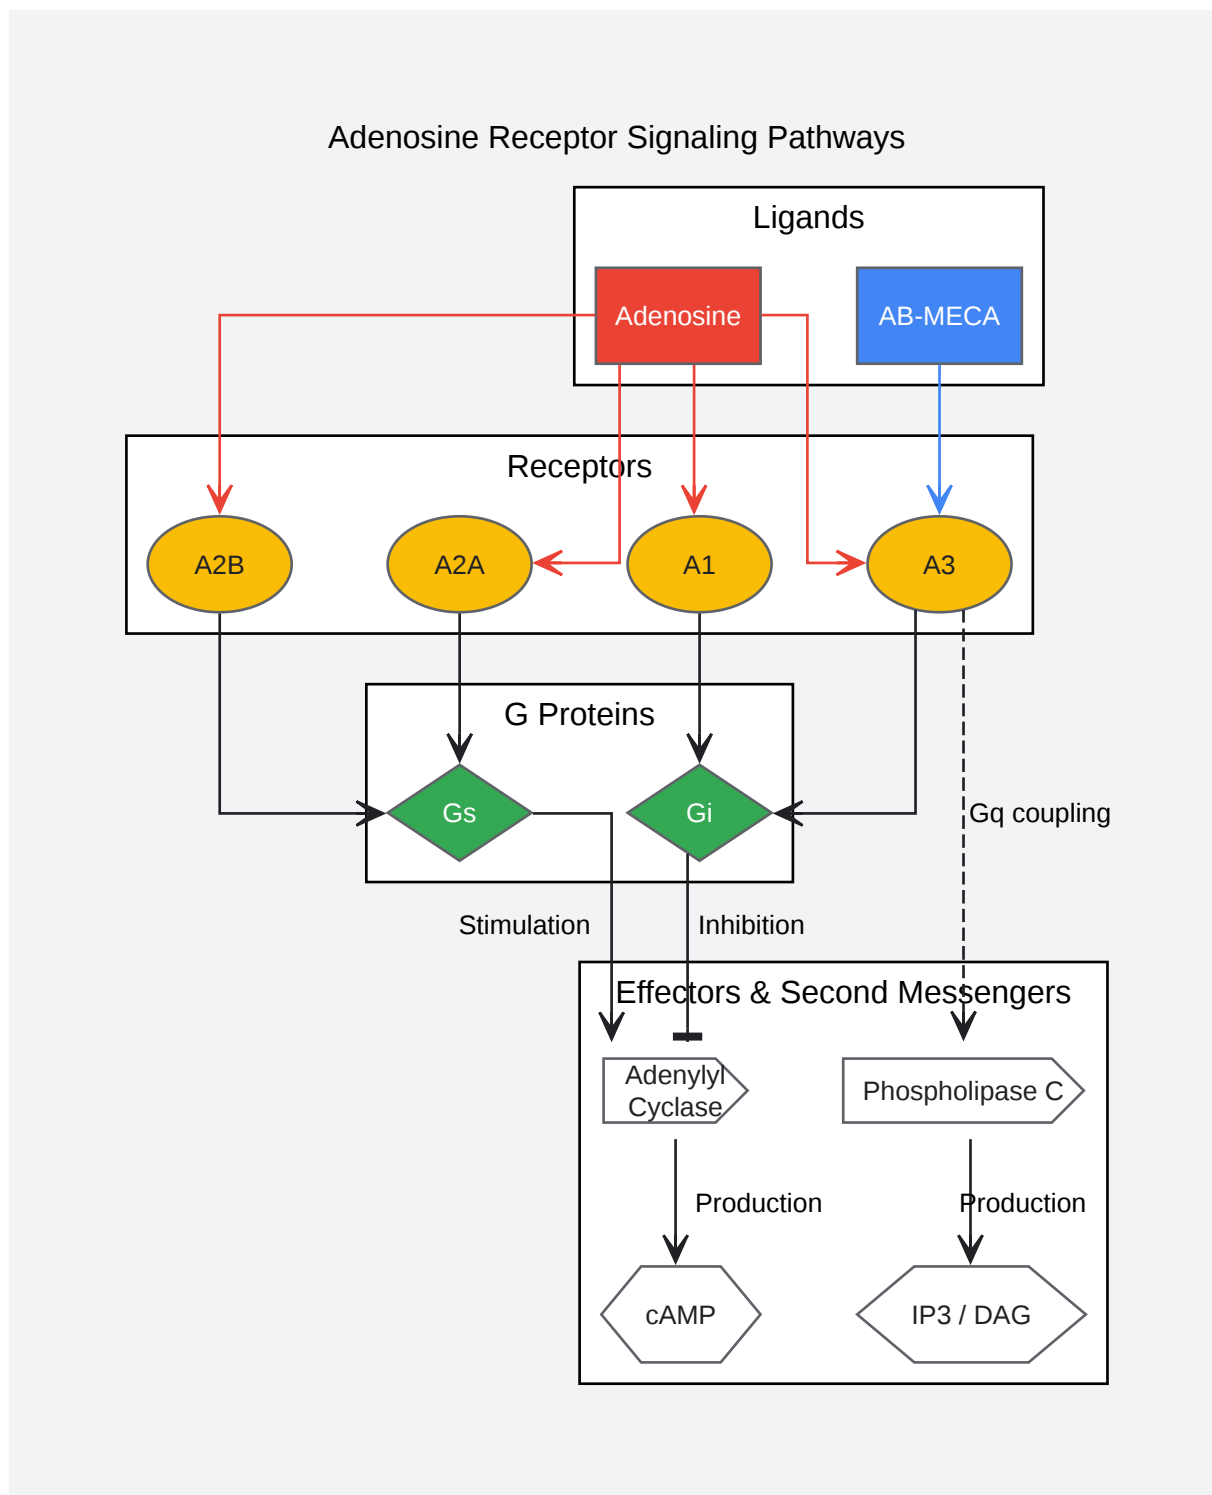 Adenosine Receptor Signaling Pathways
Ligands
Adenosine
AB-MECA
Receptors
A2B
A2A
A1
A3
G Proteins
Gs
Gi
Gq coupling
Stimulation
Inhibition
Effectors & Second Messengers
Adenylyl
Cyclase
Phospholipase C
Production
Production
cAMP
IP3 / DAG